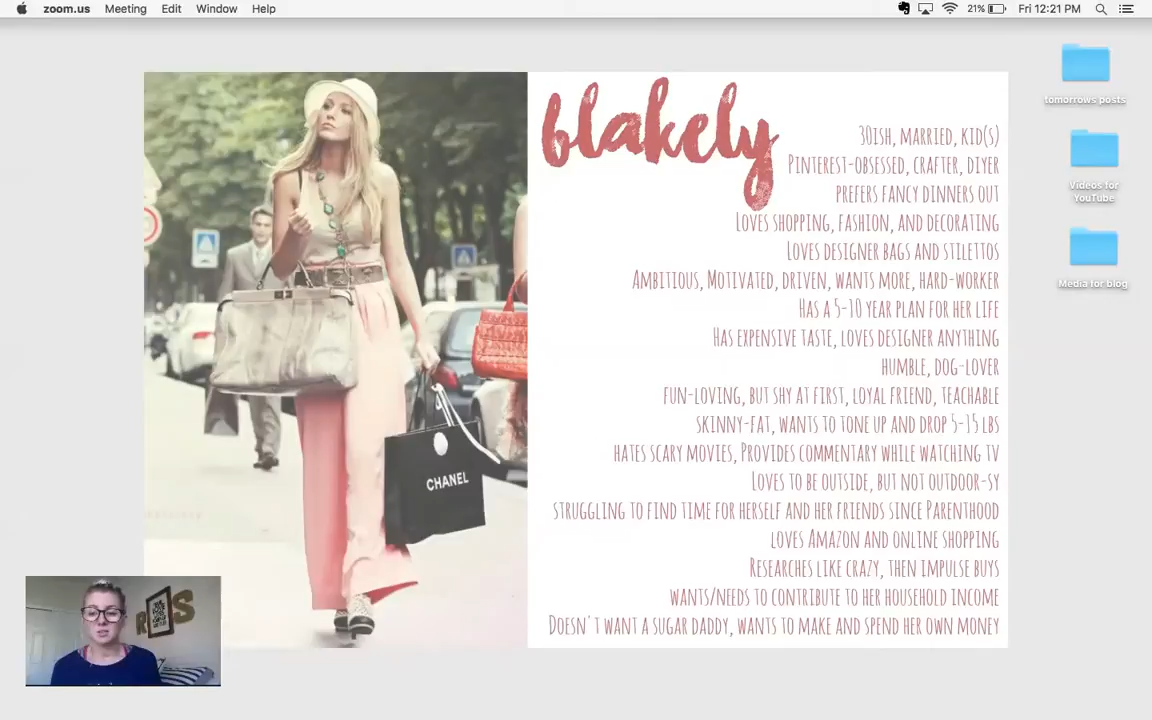 zoom.us Meeting Edit Window Help 21% Fri 12:21 PM
tomorrows posts
Videos for
YouTube
Media for blog
blakely
30ish, married, kid(s)
Pinterest-obsessed, crafter, DIYer
prefers fancy dinners out
Loves shopping, fashion, and decorating
Loves designer bags and stilettos
Ambitious, Motivated, driven, wants more, hard-worker
Has a 5-10 year plan for her life
Has expensive taste, loves designer anything
humble, dog-lover
fun-loving, but shy at first, loyal friend, teachable
skinny-fat, wants to tone up and drop 5-15 lbs
hates scary movies, Provides commentary while watching TV
Loves to be outside, but not outdoor-sy
struggling to find time for herself and her friends since Parenthood
loves Amazon and online shopping
Researches like crazy, then impulse buys
wants/needs to contribute to her household income
Doesn't want a sugar daddy, wants to make and spend her own money
CHANEL
R S